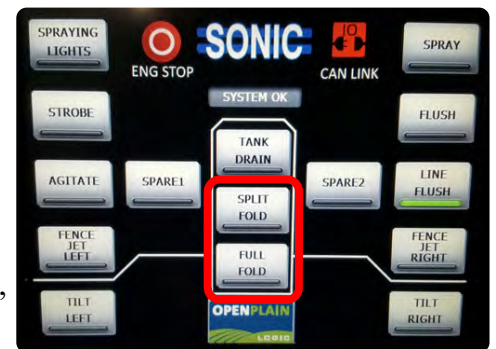 SPRAYING
LIGHTS
ENG STOP
SONIC
IO
CAN LINK
SPRAY
STROBE
SYSTEM OK
FLUSH
TANK
DRAIN
AGITATE
SPARE1
SPLIT
FOLD
SPARE2
LINE
FLUSH
FENCE
JET
LEFT
FULL
FOLD
FENCE
JET
RIGHT
TILT
LEFT
OPENPLAIN
LOGIC
TILT
RIGHT
,